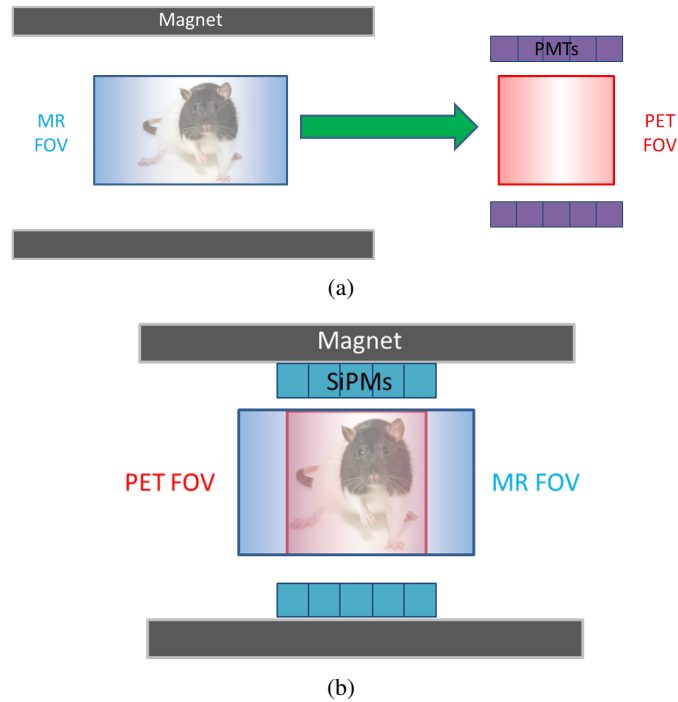 Magnet
PMTs
MR
FOV
PET
FOV
(a)
Magnet
SiPMs
PET FOV
MR FOV
(b)